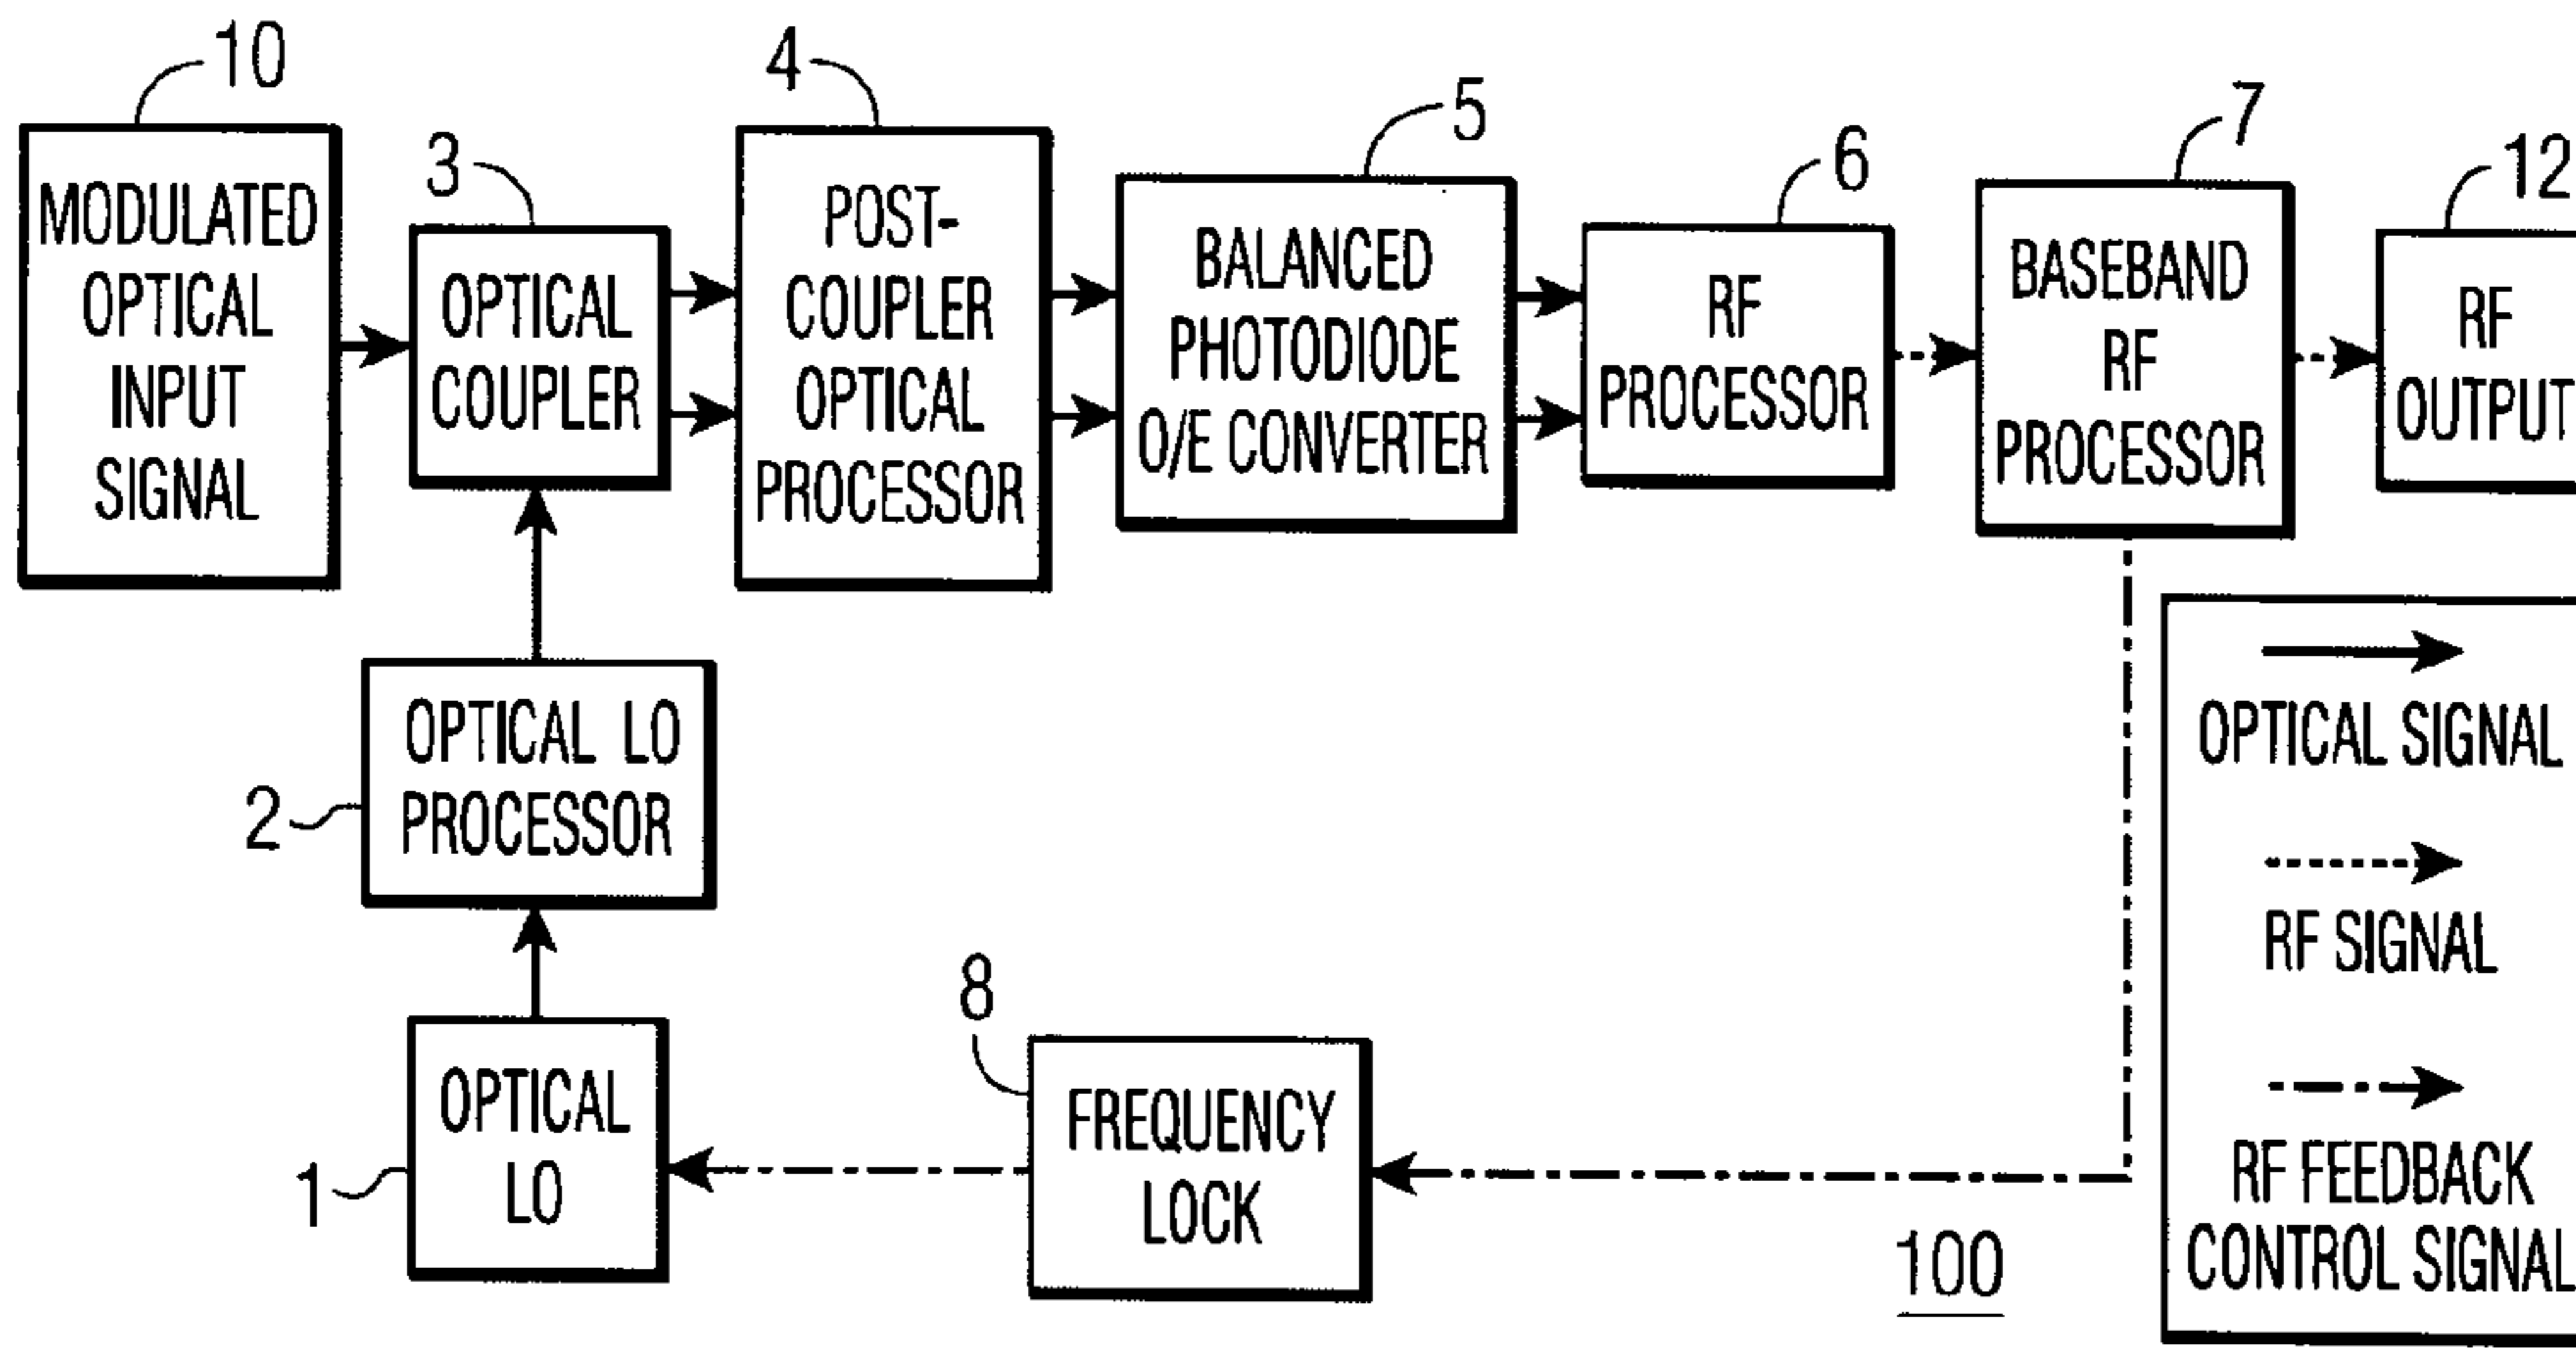 10
MODULATED
OPTICAL
INPUT
SIGNAL
3
OPTICAL
COUPLER
4
POST-
COUPLER
OPTICAL
PROCESSOR
5
BALANCED
PHOTODIODE
O/E CONVERTER
6
RF
PROCESSOR
7
BASEBAND
RF
PROCESSOR
12
RF
OUTPUT
2
OPTICAL LO
PROCESSOR
1
OPTICAL
LO
8
FREQUENCY
LOCK
100
OPTICAL SIGNAL
RF SIGNAL
RF FEEDBACK
CONTROL SIGNAL